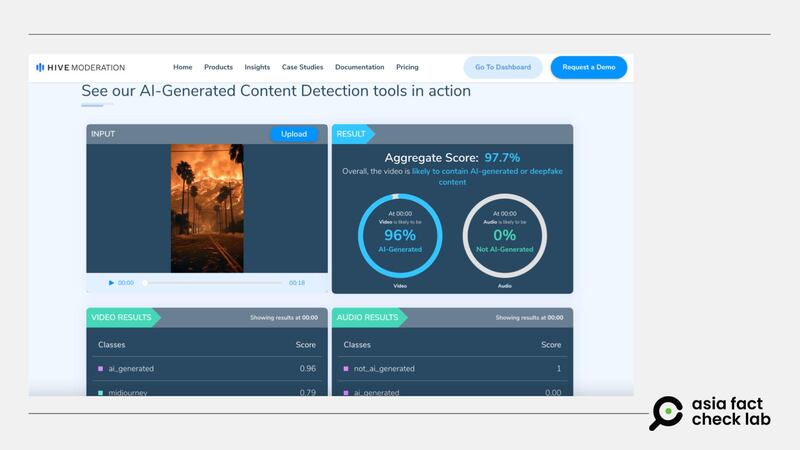 HIVE MODERATION
Home Products Insights Case Studies Documentation Pricing
Go To Dashboard
Request a Demo
See our AI-Generated Content Detection tools in action
INPUT
Upload
00:00
00:18
RESULT
Aggregate Score: 97.7%
Overall, the video is likely to contain AI-generated or deepfake
content
At 00:00
Video is likely to be
96%
AI-Generated
Video
At 00:00
Audio is likely to be
0%
Not AI-Generated
Audio
VIDEO RESULTS
Showing results at 00:00
Classes Score
ai_generated 0.96
midjourney 0.79
AUDIO RESULTS
Showing results at 00:00
Classes Score
not_ai_generated 1
ai_generated 0.00
asia fact
check lab